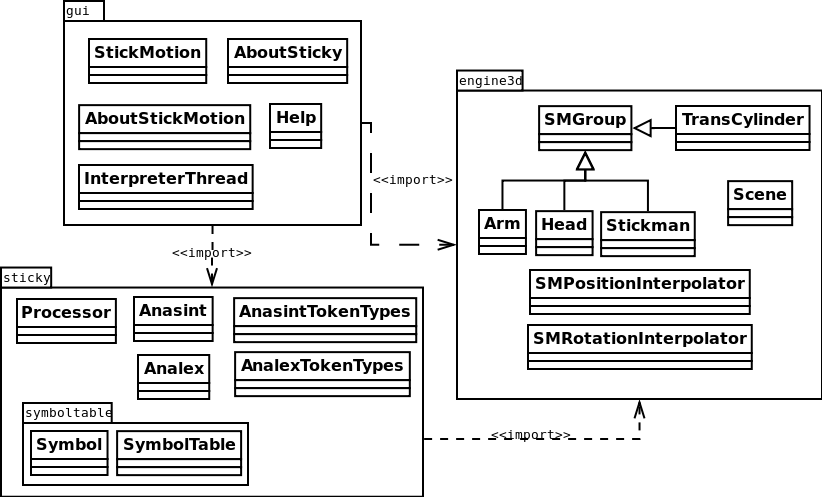 gui
StickMotion
AboutSticky
AboutStickMotion
Help
InterpreterThread
<<import>>
<<import>>
engine3d
SMGroup
TransCylinder
Scene
Arm
Head
Stickman
SMPositionInterpolator
SMRotationInterpolator
sticky
Processor
Anasint
AnasintTokenTypes
Analex
AnalexTokenTypes
symboltable
Symbol
SymbolTable
<<import>>